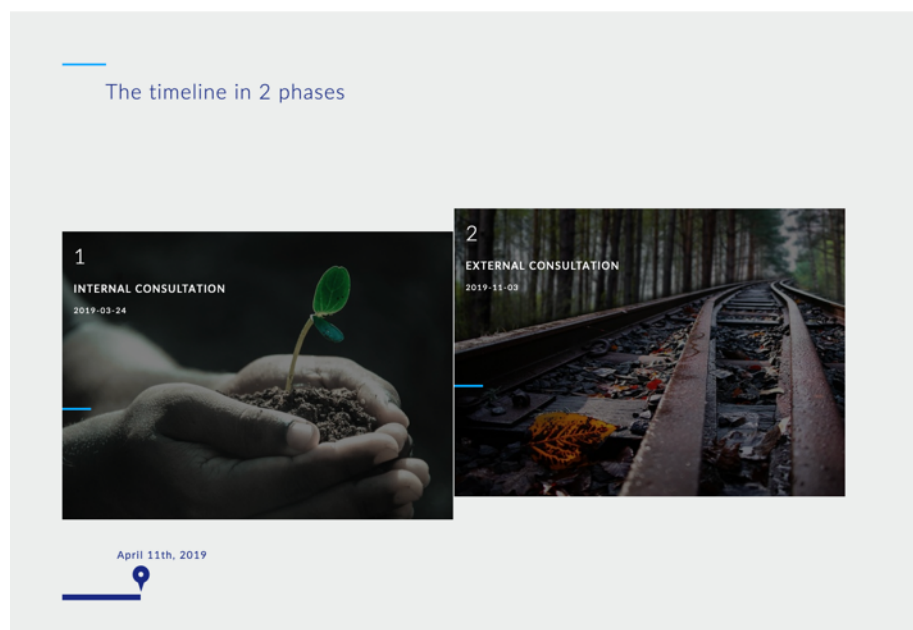 The timeline in 2 phases
1
INTERNAL CONSULTATION
2019-03-24
2
EXTERNAL CONSULTATION
2019-11-03
April 11th, 2019